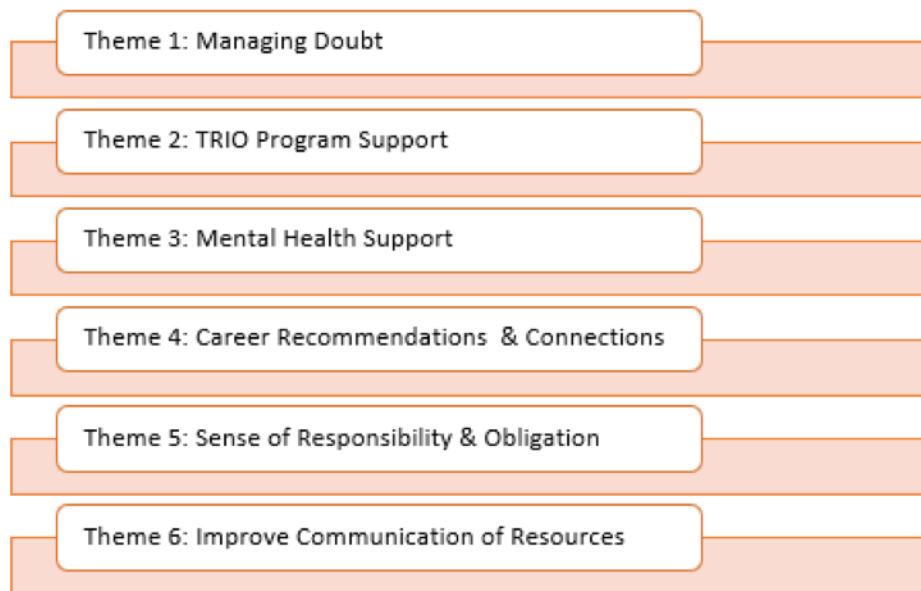 Theme 1: Managing Doubt
Theme 2: TRIO Program Support
Theme 3: Mental Health Support
Theme 4: Career Recommendations  & Connections
Theme 5: Sense of Responsibility & Obligation
Theme 6: Improve Communication of Resources